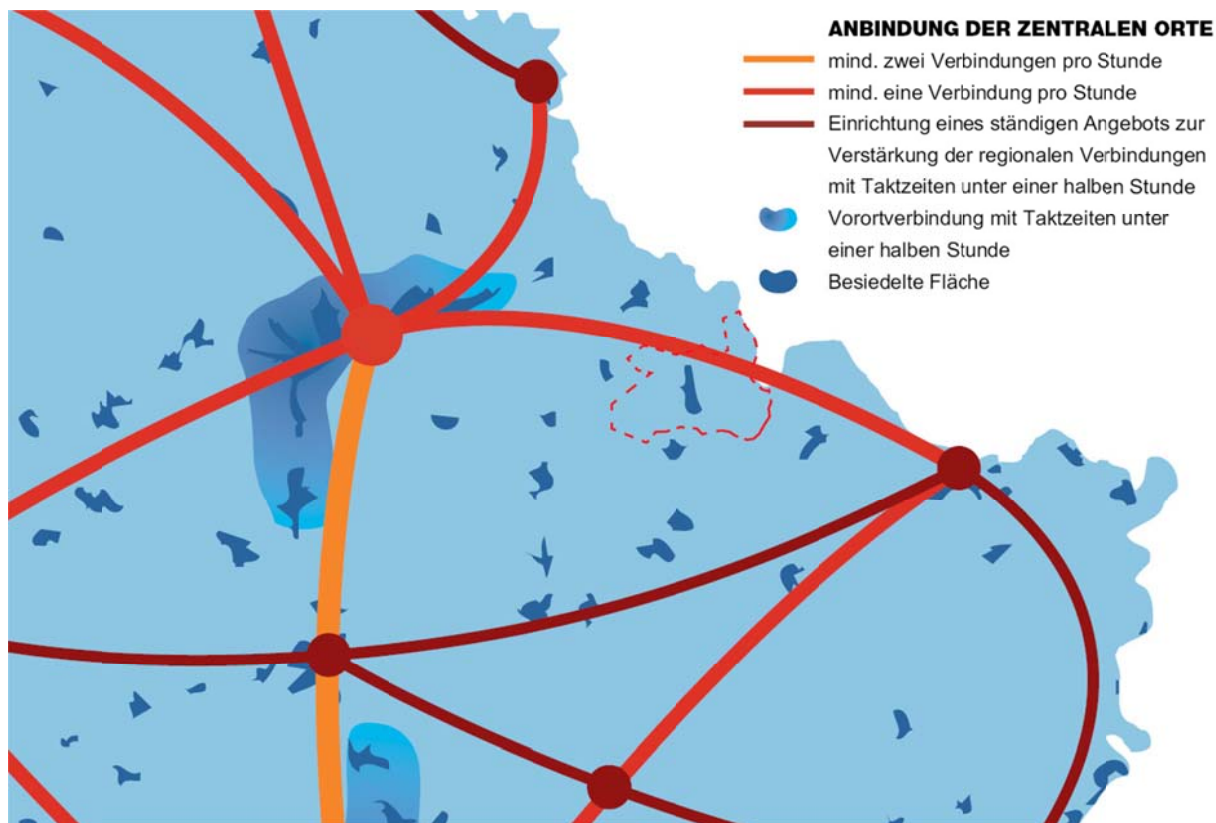 ANBINDUNG DER ZENTRALEN ORTE
mind. zwei Verbindungen pro Stunde
mind. eine Verbindung pro Stunde
Einrichtung eines ständigen Angebots zur
Verstärkung der regionalen Verbindungen
mit Taktzeiten unter einer halben Stunde
Vorortverbindung mit Taktzeiten unter
einer halben Stunde
Besiedelte Fläche